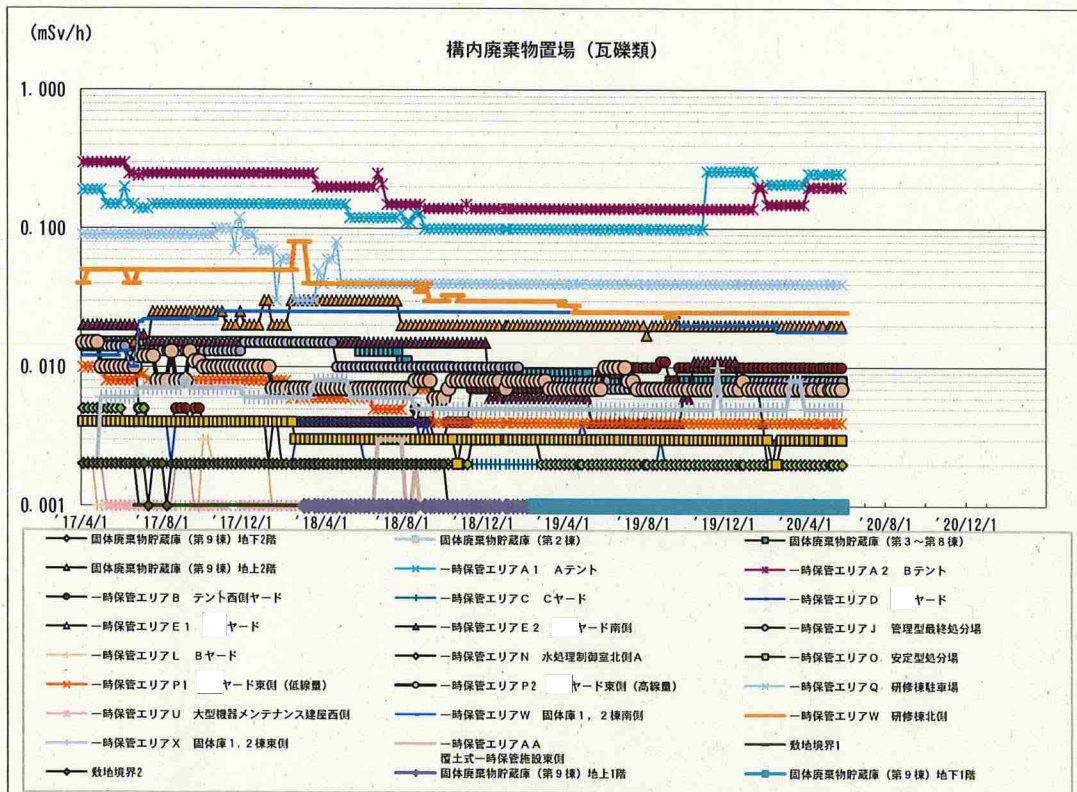 (mSv/h)
構内廃棄物置場（瓦礫類）
1.000
0.100
0.010
0.001
'17/4/1 '17/8/1 '17/12/1 '18/4/1 '18/8/1 '18/12/1 '19/4/1 '19/8/1 '19/12/1 '20/4/1 '20/8/1 '20/12/1
固体廃棄物貯蔵庫（第9棟）地下2階 固体廃棄物貯蔵庫（第2棟） 固体廃棄物貯蔵庫（第3～第8棟）
固体廃棄物貯蔵庫（第9棟）地上2階 一時保管エリアA1 Aテント 一時保管エリアA2 Bテント
一時保管エリアB テント西側ヤード 一時保管エリアC Cヤード 一時保管エリアD ヤード
一時保管エリアE1 ヤード 一時保管エリアE2 ヤード南側 一時保管エリアJ 管理型最終処分場
一時保管エリアL Bヤード 一時保管エリアN 水処理制御室北側A 一時保管エリアO 安定型処分場
一時保管エリアP1 ヤード東側（低線量） 一時保管エリアP2 ヤード東側（高線量） 一時保管エリアQ 研修棟駐車場
一時保管エリアU 大型機器メンテナンス建屋西側 一時保管エリアW 固体庫1，2棟南側 一時保管エリアW 研修棟北側
一時保管エリアX 固体庫1，2棟東側 一時保管エリアAA 敷地境界1
覆土式一時保管施設東側
敷地境界2 固体廃棄物貯蔵庫（第9棟）地上1階 固体廃棄物貯蔵庫（第9棟）地下1階